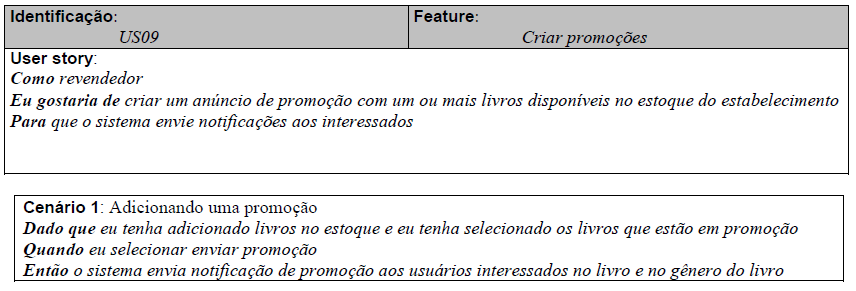 Identificação: Feature:
US09 Criar promoções
User story:
Como revendedor
Eu gostaria de criar um anúncio de promoção com um ou mais livros disponíveis no estoque do estabelecimento
Para que o sistema envie notificações aos interessados
Cenário 1: Adicionando uma promoção
Dado que eu tenha adicionado livros no estoque e eu tenha selecionado os livros que estão em promoção
Quando eu selecionar enviar promoção
Então o sistema envia notificação de promoção aos usuários interessados no livro e no gênero do livro